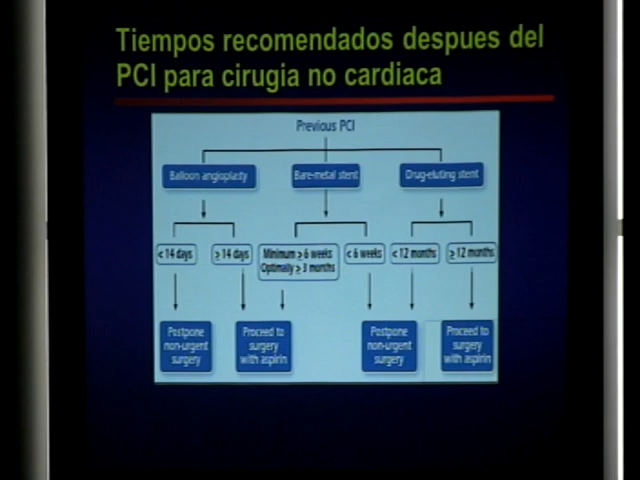 Tiempos recomendados despues del
PCI para cirugia no cardiaca
Previous PCI
Balloon angioplasty
Bare-metal stent
Drug-eluting stent
< 14 days
≥ 14 days
Minimum ≥ 6 weeks
Optimally ≥ 3 months
< 6 weeks
< 12 months
≥ 12 months
Postpone
non-urgent
surgery
Proceed to
surgery
with aspirin
Postpone
non-urgent
surgery
Proceed to
surgery
with aspirin